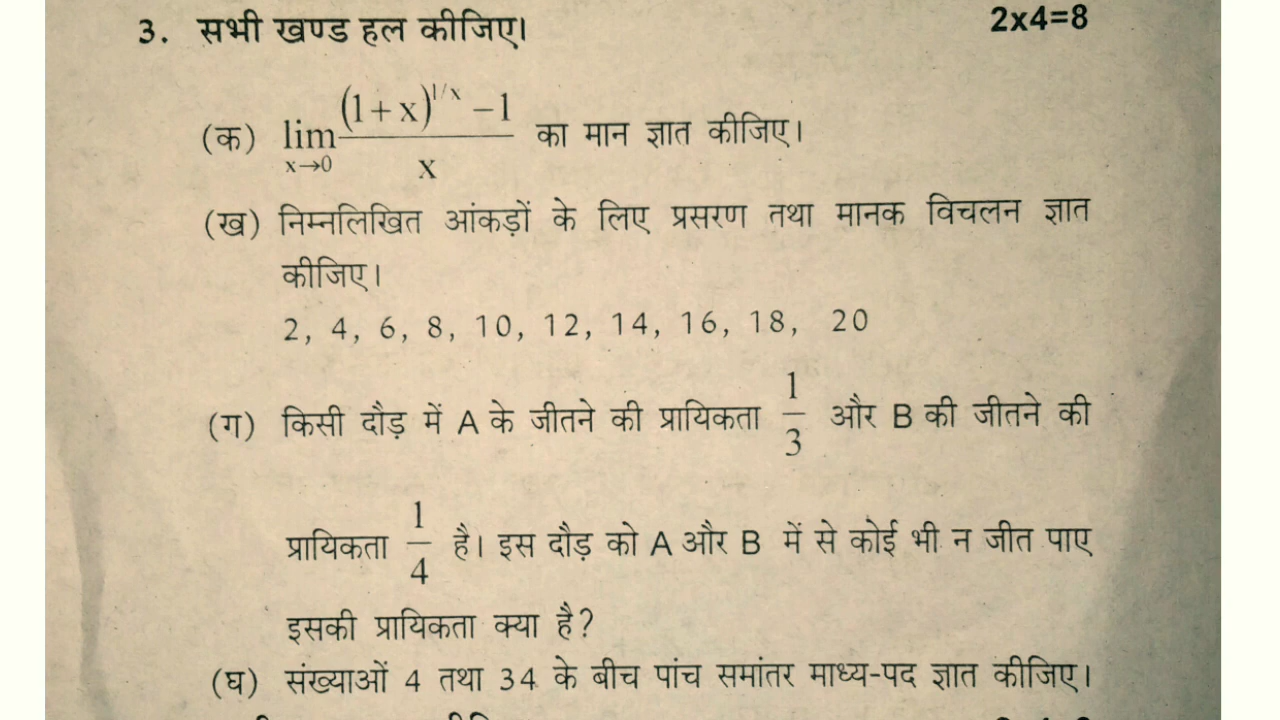 3. सभी खण्ड हल कीजिए। 2x4=8
(क) lim x→0 (1+x)^1/x −1 / x का मान ज्ञात कीजिए।
(ख) निम्नलिखित आंकड़ों के लिए प्रसरण तथा मानक विचलन ज्ञात
कीजिए।
2, 4, 6, 8, 10, 12, 14, 16, 18, 20
(ग) किसी दौड़ में A के जीतने की प्रायिकता 1/3 और B की जीतने की
प्रायिकता 1/4 है। इस दौड़ को A और B में से कोई भी न जीत पाए
इसकी प्रायिकता क्या है?
(घ) संख्याओं 4 तथा 34 के बीच पांच समांतर माध्य-पद ज्ञात कीजिए।